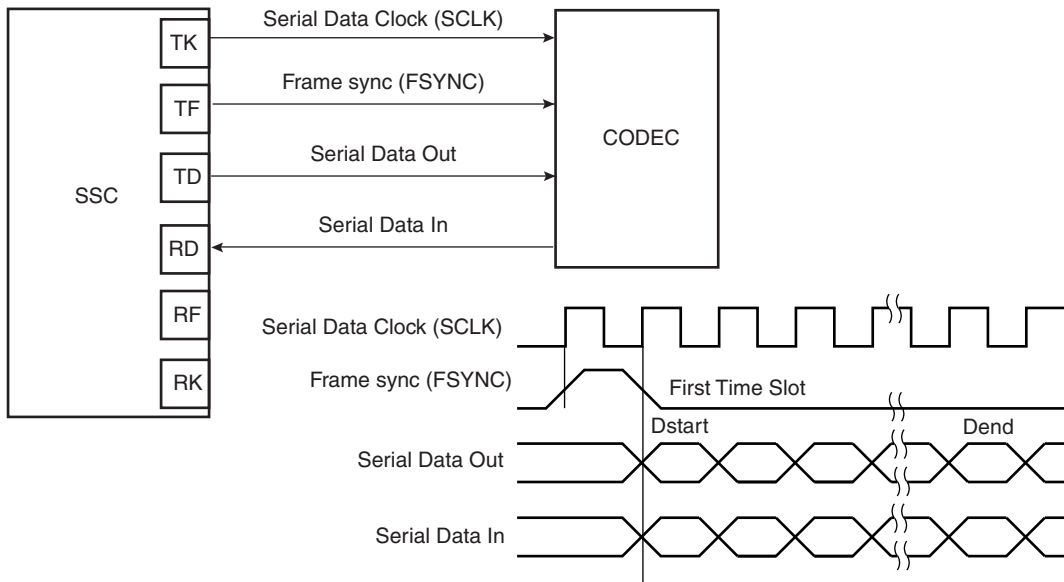 Serial Data Clock (SCLK)
TK
Frame sync (FSYNC)
TF
CODEC
Serial Data Out
TD
SSC
Serial Data In
RD
RF
Serial Data Clock (SCLK)
RK
Frame sync (FSYNC)
First Time Slot
Dstart
Dend
Serial Data Out
Serial Data In